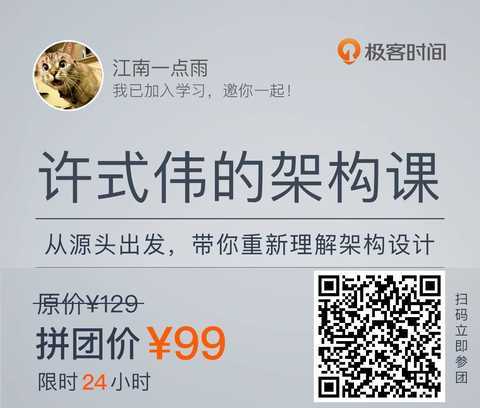 江南一点雨
我已加入学习，邀你一起！
极客时间
许式伟的架构课
从源头出发，带你重新理解架构设计
原价¥129
拼团价 ¥99
限时 24 小时
扫码立即参团